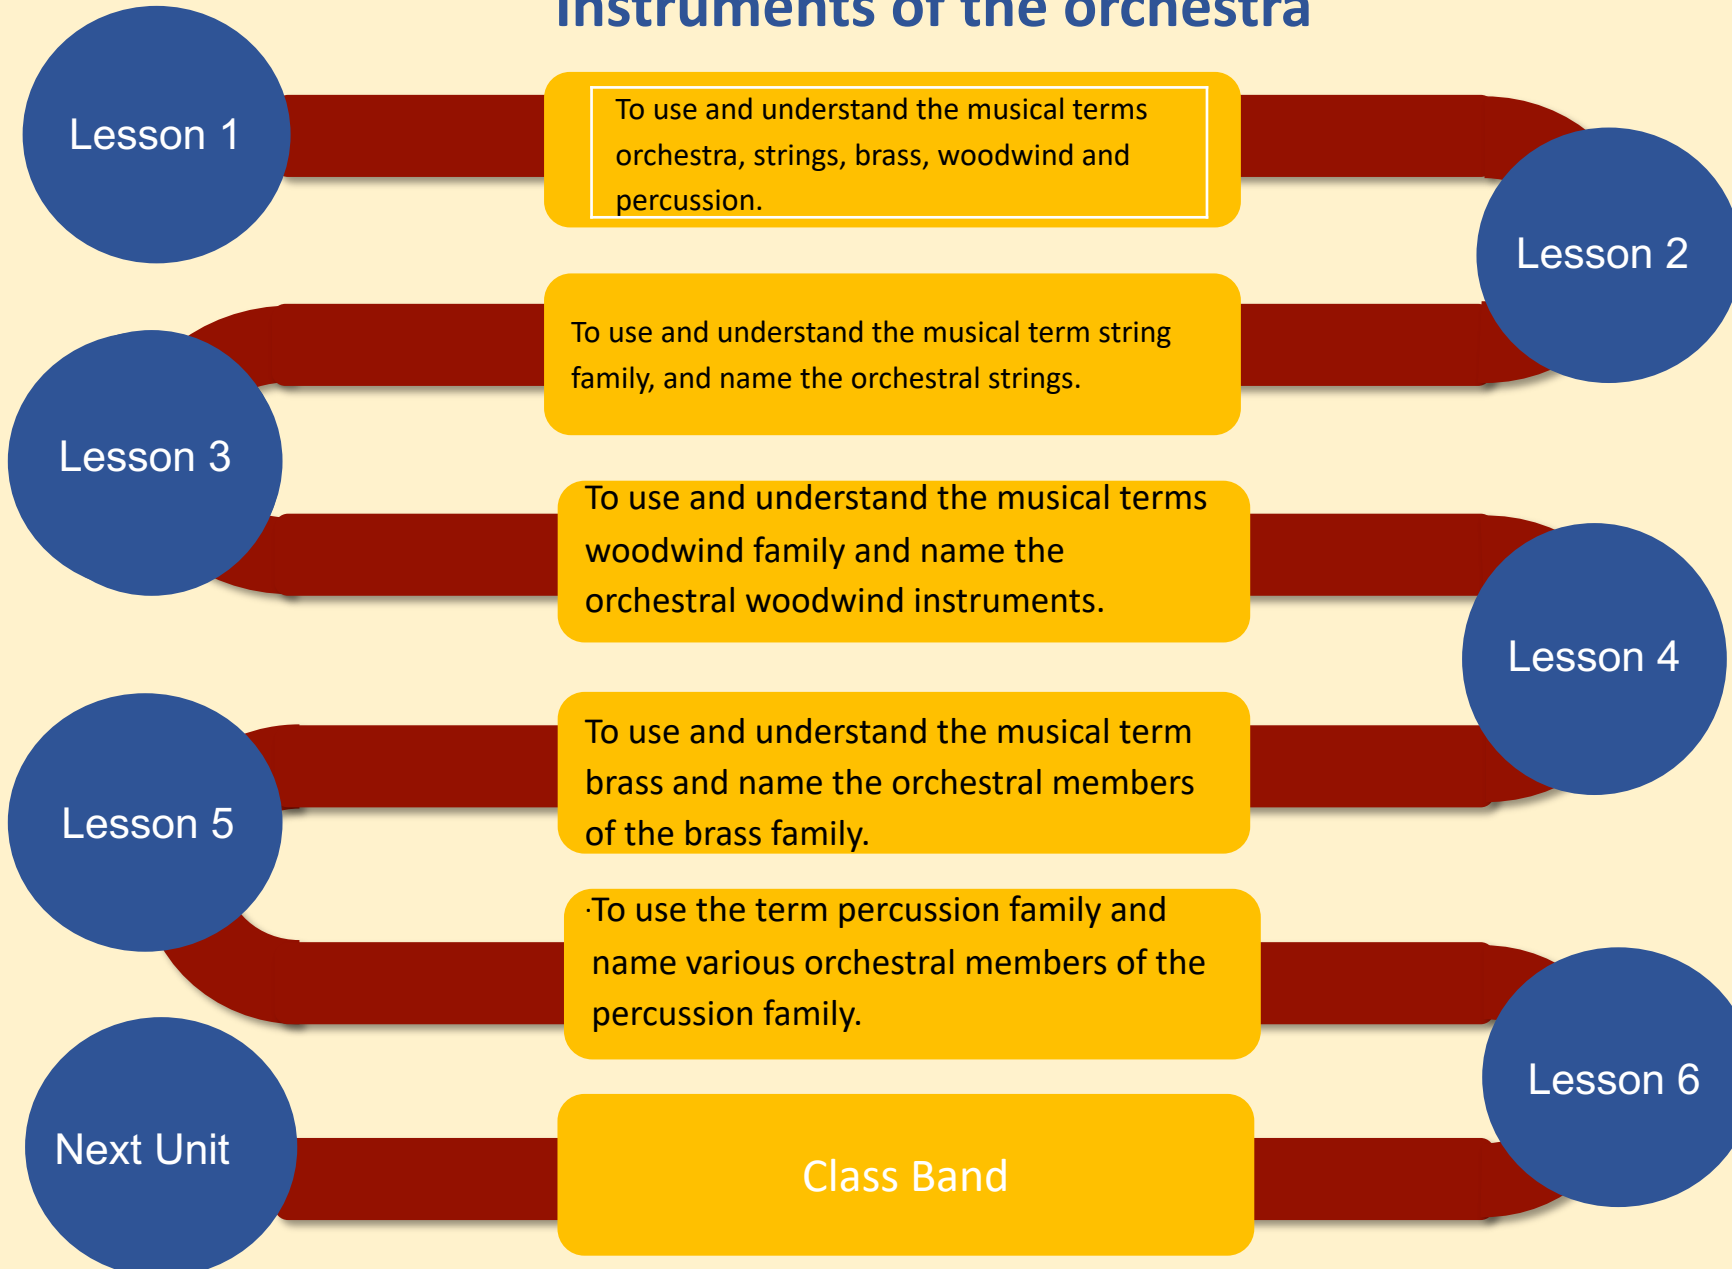 Instruments of the orchestra
Lesson 1
To use and understand the musical terms
orchestra, strings, brass, woodwind and
percussion.
Lesson 2
To use and understand the musical term string
family, and name the orchestral strings.
Lesson 3
To use and understand the musical terms
woodwind family and name the
orchestral woodwind instruments.
Lesson 4
To use and understand the musical term
brass and name the orchestral members
of the brass family.
Lesson 5
·To use the term percussion family and
name various orchestral members of the
percussion family.
Lesson 6
Class Band
Next Unit